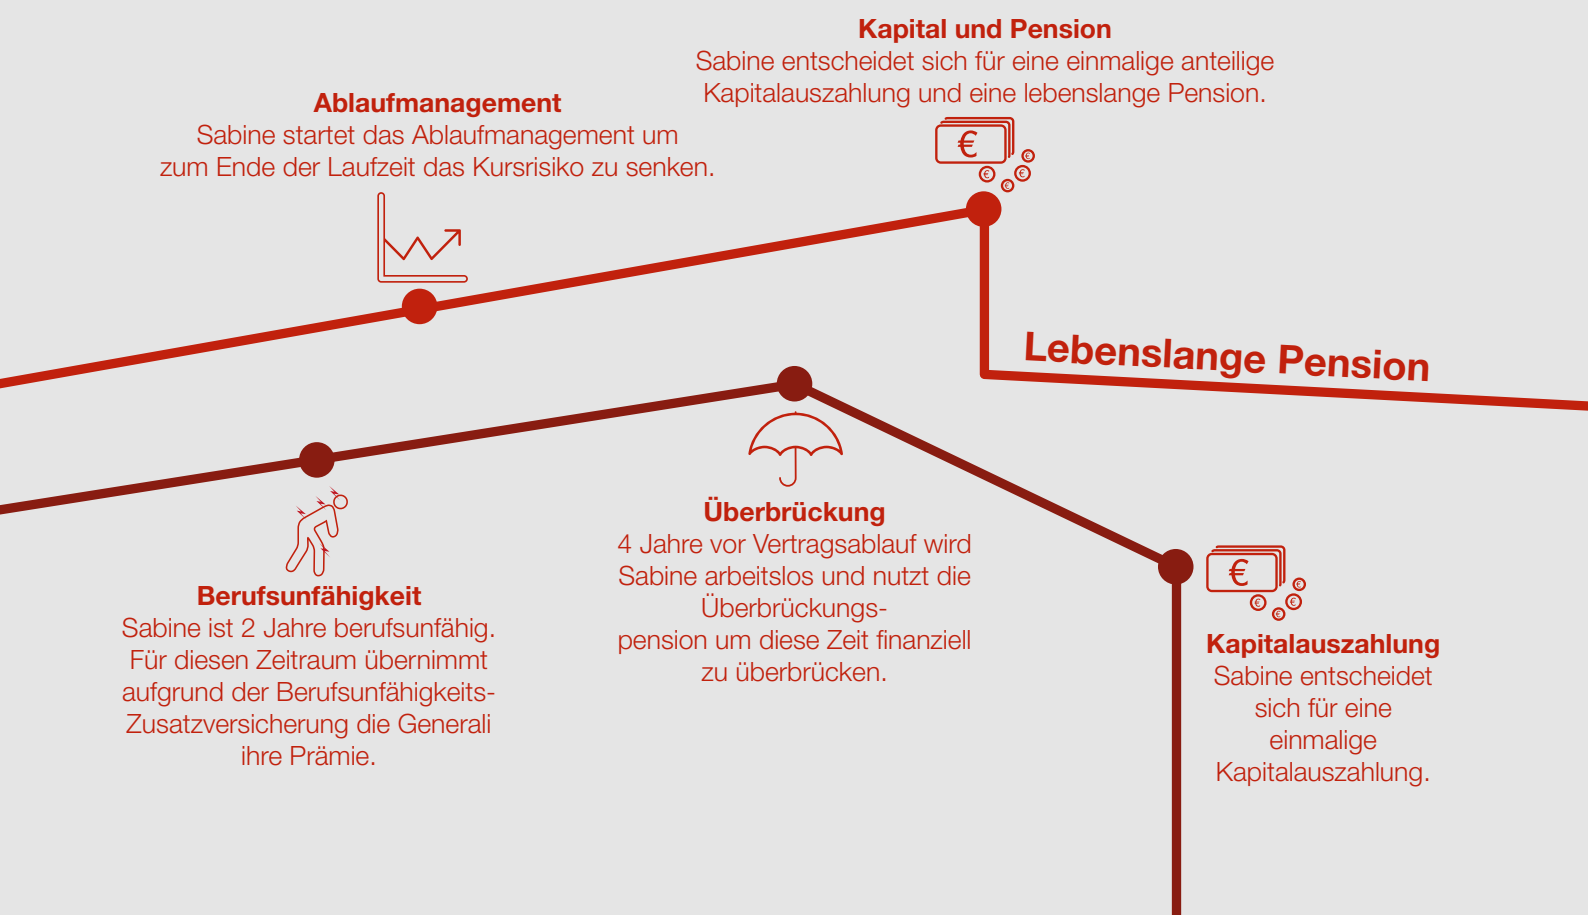 Kapital und Pension
Sabine entscheidet sich für eine einmalige anteilige
Kapitalauszahlung und eine lebenslange Pension.
Ablaufmanagement
Sabine startet das Ablaufmanagement um
zum Ende der Laufzeit das Kursrisiko zu senken.
€
€
€
€
€
Lebenslange Pension
Überbrückung
4 Jahre vor Vertragsablauf wird
Sabine arbeitslos und nutzt die
Überbrückungs-
pension um diese Zeit finanziell
zu überbrücken.
Berufsunfähigkeit
Sabine ist 2 Jahre berufsunfähig.
Für diesen Zeitraum übernimmt
aufgrund der Berufsunfähigkeits-
Zusatzversicherung die Generali
ihre Prämie.
€
€
€
€
€
Kapitalauszahlung
Sabine entscheidet
sich für eine
einmalige
Kapitalauszahlung.